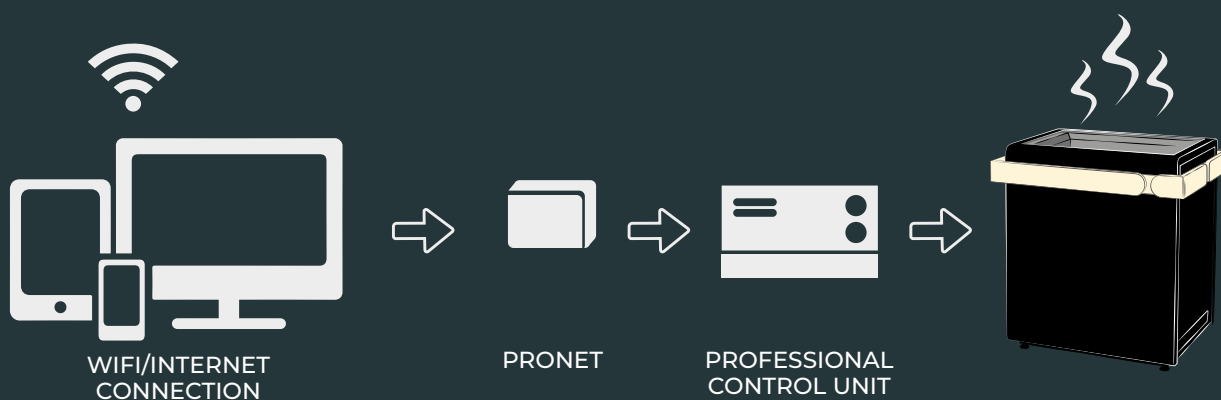 WIFI/INTERNET
CONNECTION
PRONET
PROFESSIONAL
CONTROL UNIT